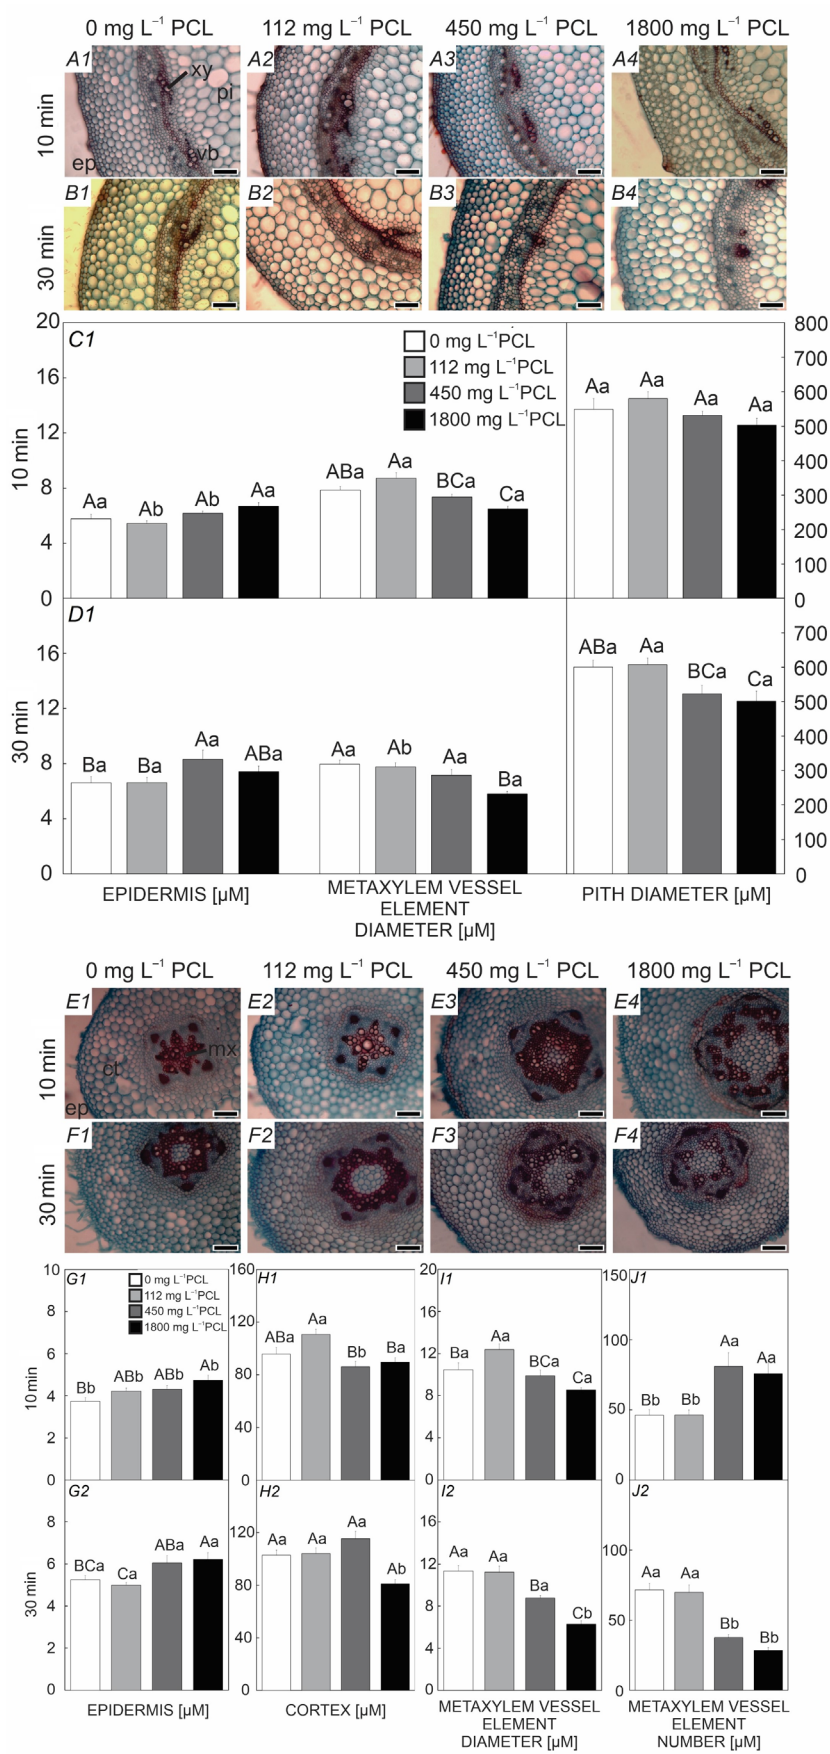 0 mg L⁻¹ PCL 112 mg L⁻¹ PCL 450 mg L⁻¹ PCL 1800 mg L⁻¹ PCL
10 min
A1 xy pi vb ep A2 A3 A4
30 min
B1 B2 B3 B4
C1
0 mg L⁻¹PCL
112 mg L⁻¹PCL
450 mg L⁻¹PCL
1800 mg L⁻¹PCL
10 min
20
16
12
8
4
0
Aa Ab Ab Aa
ABa Aa BCa Ca
Aa Aa Aa Aa
800
700
600
500
400
300
200
100
0
D1
30 min
16
12
8
4
0
Ba Ba Aa ABa
Aa Ab Aa Ba
ABa Aa BCa Ca
700
600
500
400
300
200
100
0
EPIDERMIS [µM]
METAXYLEM VESSEL
ELEMENT
DIAMETER [µM]
PITH DIAMETER [µM]
0 mg L⁻¹ PCL 112 mg L⁻¹ PCL 450 mg L⁻¹ PCL 1800 mg L⁻¹ PCL
10 min
E1 ct mx ep E2 E3 E4
30 min
F1 F2 F3 F4
10 min
G1
0 mg L⁻¹PCL
112 mg L⁻¹PCL
450 mg L⁻¹PCL
1800 mg L⁻¹PCL
10
8
6
4
2
0
Bb ABb ABb Ab
H1
160
120
80
40
0
ABa Aa Bb Ba
I1
20
16
12
8
4
0
Ba Aa BCa Ca
J1
150
100
50
0
Bb Bb Aa Aa
30 min
G2
8
6
4
2
0
BCa Ca ABa Aa
H2
120
80
40
0
Aa Aa Aa Ab
I2
16
12
8
4
0
Aa Aa Ba Cb
J2
100
50
0
Aa Aa Bb Bb
EPIDERMIS [µM]
CORTEX [µM]
METAXYLEM VESSEL
ELEMENT
DIAMETER [µM]
METAXYLEM VESSEL
ELEMENT
NUMBER [µM]